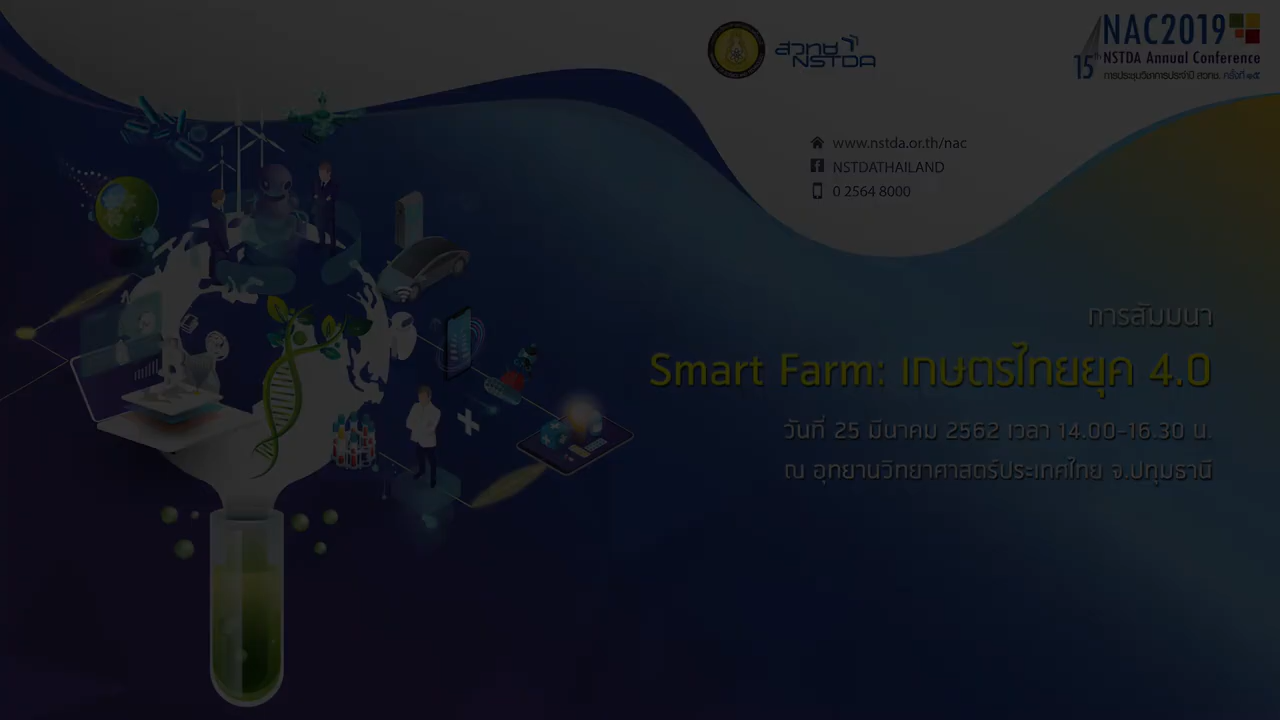 สวทช
NSTDA
NAC2019
15th NSTDA Annual Conference
การประชุมวิชาการประจำปี สวทช. ครั้งที่ ๑๕
www.nstda.or.th/nac
NSTDATHAILAND
0 2564 8000
การสัมมนา
Smart Farm: เกษตรไทยยุค 4.0
วันที่ 25 มีนาคม 2562 เวลา 14.00-16.30 น.
ณ อุทยานวิทยาศาสตร์ประเทศไทย จ.ปทุมธานี